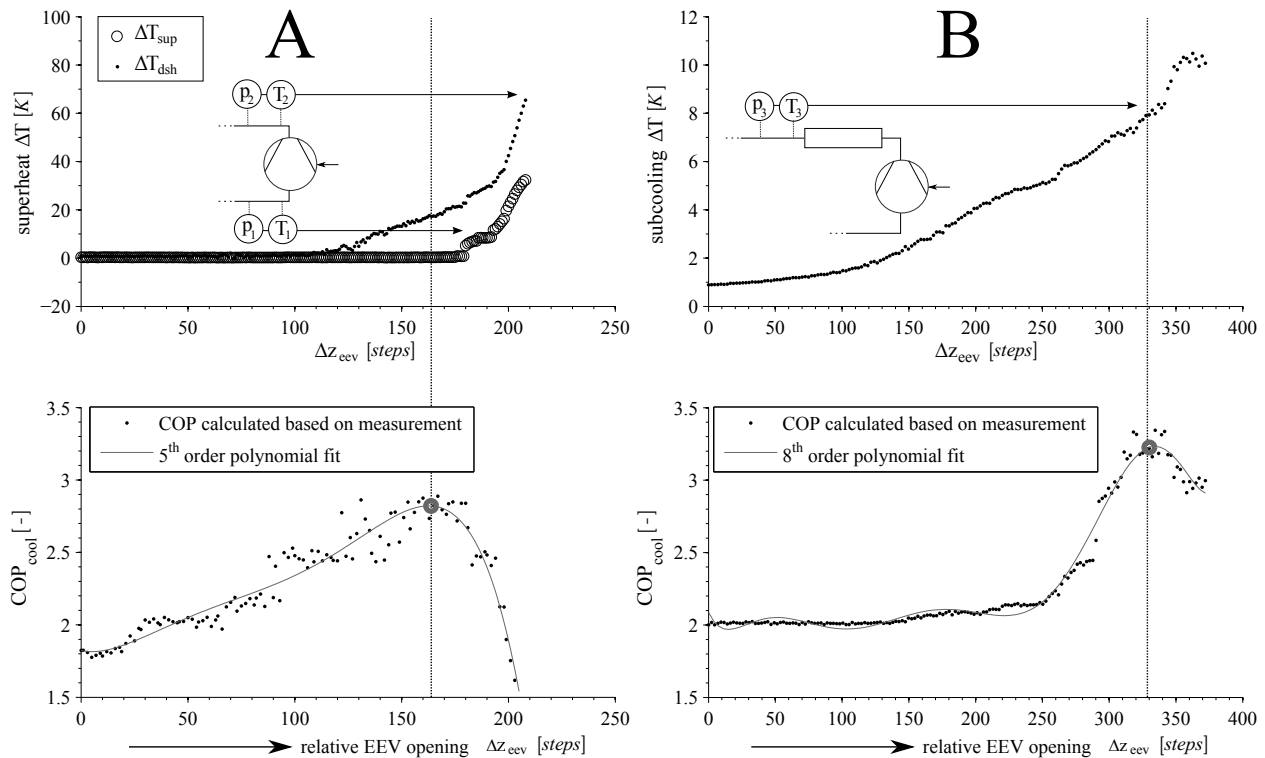 A
100
80
60
40
20
0
−20
superheat ΔT [K]
ΔTsup
ΔTdsh
p2 T2
p1 T1
0 50 100 150 200 250
Δzeev [steps]
B
12
10
8
6
4
2
0
subcooling ΔT [K]
p3 T3
0 50 100 150 200 250 300 350 400
Δzeev [steps]
3.5
3
2.5
2
1.5
COPcool [ - ]
COP calculated based on measurement
5th order polynomial fit
0 50 100 150 200 250
relative EEV opening Δzeev [steps]
3.5
3
2.5
2
1.5
COPcool [ - ]
COP calculated based on measurement
8th order polynomial fit
0 50 100 150 200 250 300 350 400
relative EEV opening Δzeev [steps]